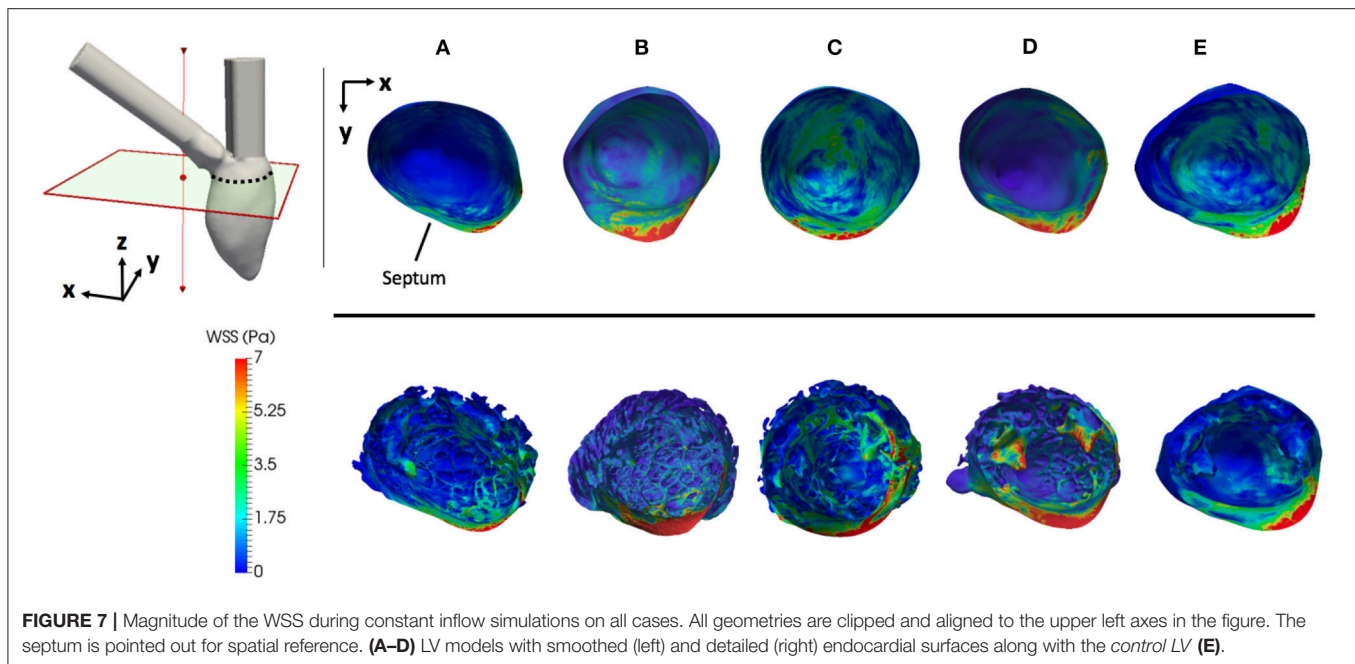 A B C D E
x
y
Septum
z
y
x
WSS (Pa)
7
5.25
3.5
1.75
0
FIGURE 7 | Magnitude of the WSS during constant inflow simulations on all cases. All geometries are clipped and aligned to the upper left axes in the figure. The
septum is pointed out for spatial reference. (A–D) LV models with smoothed (left) and detailed (right) endocardial surfaces along with the control LV (E).